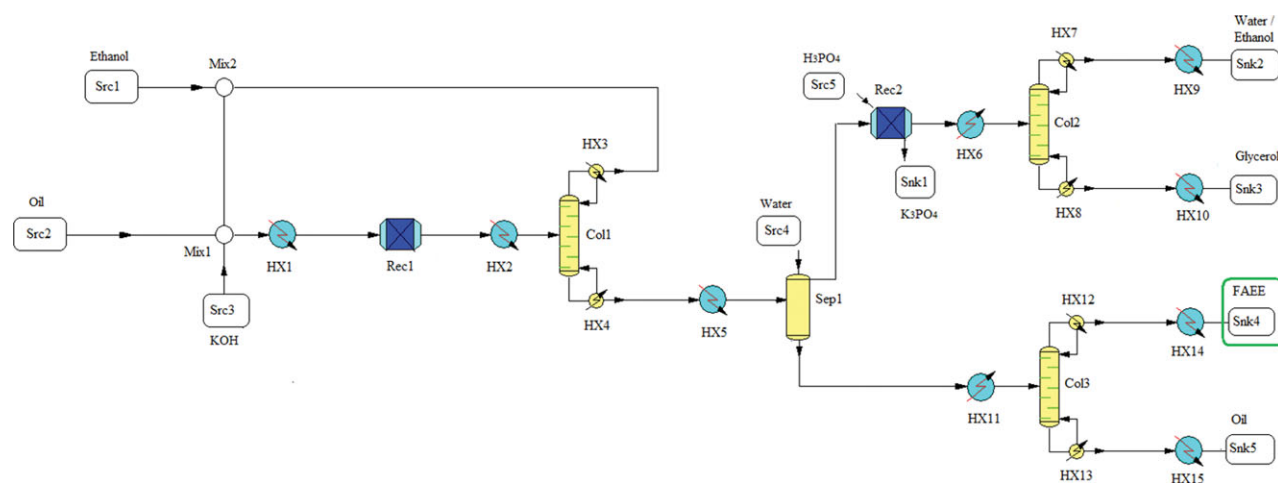 Ethanol
Src1
Mix2
Oil
Src2
Mix1
Src3
KOH
HX1
Rec1
HX2
HX3
Col1
HX4
HX5
Water
Src4
Sep1
H₃PO₄
Src5
Rec2
Snk1
K₃PO₄
HX6
HX7
Col2
HX8
HX9
Water /
Ethanol
Snk2
HX10
Glycerol
Snk3
HX11
HX12
Col3
HX13
HX14
FAEE
Snk4
HX15
Oil
Snk5